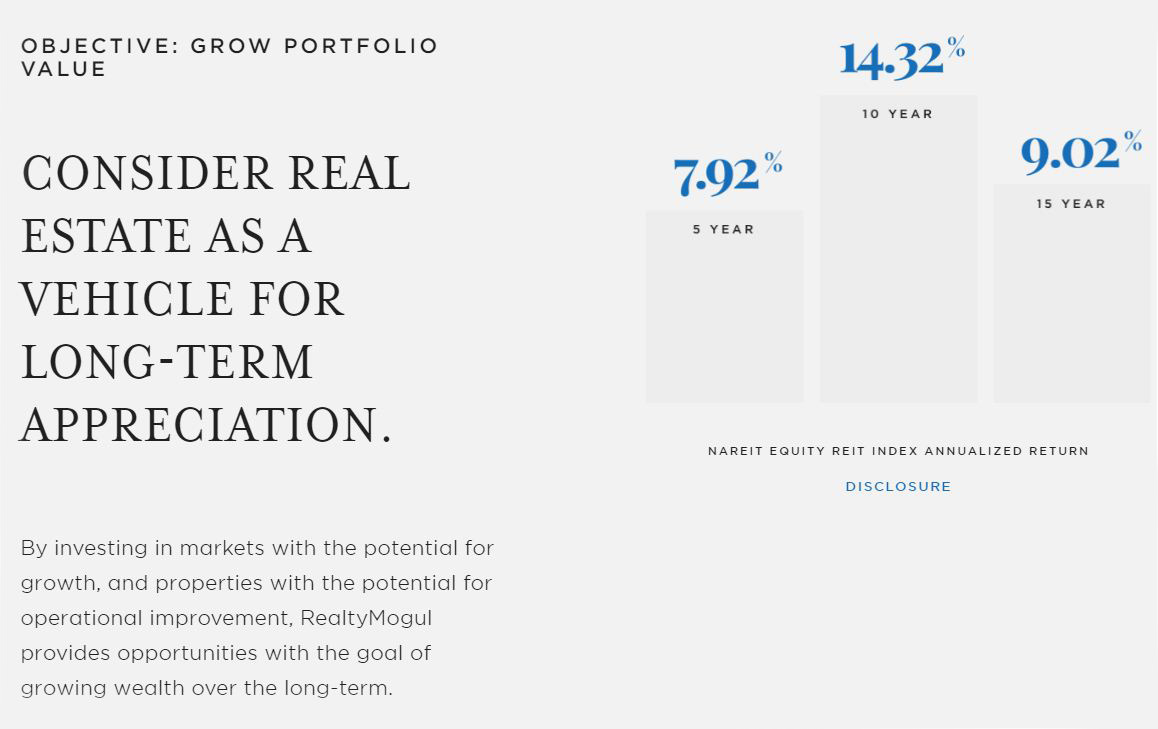 OBJECTIVE: GROW PORTFOLIO
VALUE
CONSIDER REAL
ESTATE AS A
VEHICLE FOR
LONG-TERM
APPRECIATION.
By investing in markets with the potential for
growth, and properties with the potential for
operational improvement, RealtyMogul
provides opportunities with the goal of
growing wealth over the long-term.
7.92%
5 YEAR
14.32%
10 YEAR
9.02%
15 YEAR
NAREIT EQUITY REIT INDEX ANNUALIZED RETURN
DISCLOSURE